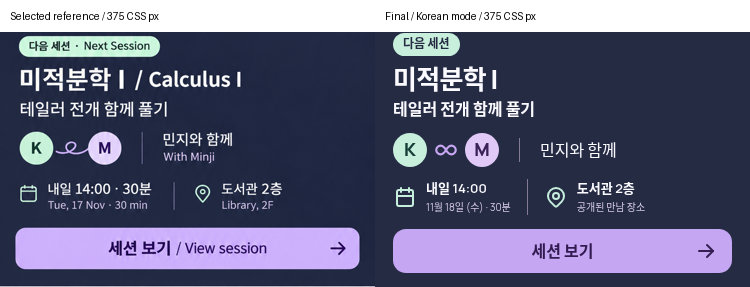 Selected reference / 375 CSS px
다음 세션 · Next Session
미적분학 I / Calculus I
테일러 전개 함께 풀기
K M
민지와 함께
With Minji
내일 14:00 · 30분
Tue, 17 Nov · 30 min
도서관 2층
Library, 2F
세션 보기 / View session →
Final / Korean mode / 375 CSS px
다음 세션
미적분학 I
테일러 전개 함께 풀기
K ∞ M
민지와 함께
내일 14:00
11월 18일 (수) · 30분
도서관 2층
공개된 만남 장소
세션 보기 →